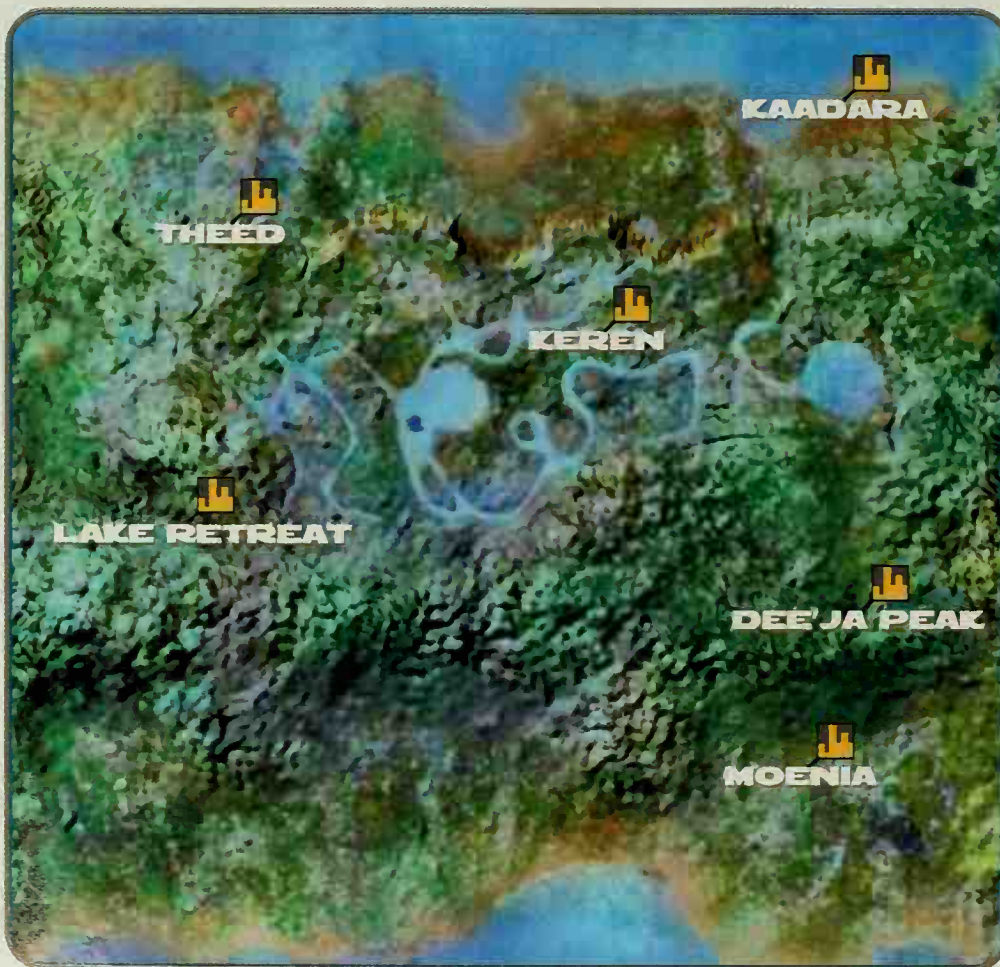 KAADARA
THEED
KEREN
LAKE RETREAT
DEE'JA PEAK
MOENIA